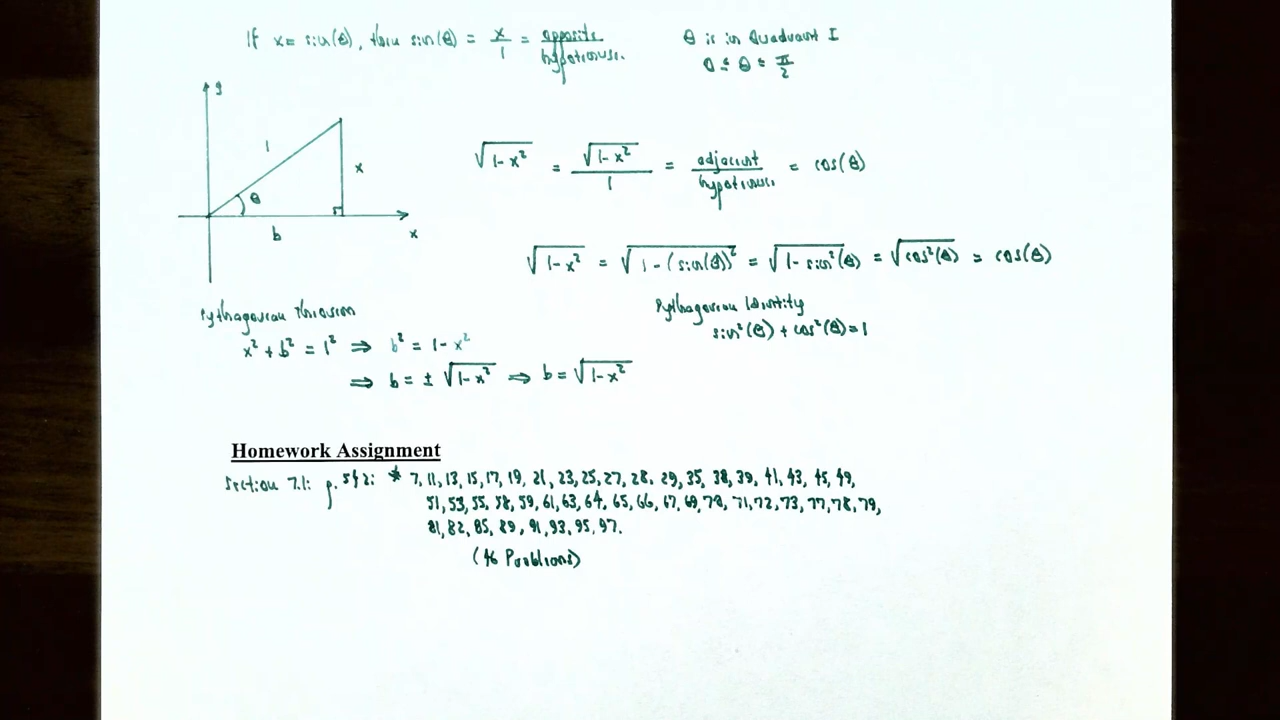 If x = sin(θ), then sin(θ) = x/1 = opposite/hypotenuse. θ is in Quadrant I
0 ≤ θ ≤ π/2
y
1
x
θ
b
x
√(1-x²) = √(1-x²)/1 = adjacent/hypotenuse. = cos(θ)
√(1-x²) = √(1-(sin(θ))²) = √(1-sin²(θ)) = √(cos²(θ)) = cos(θ)
Pythagorean Identity
sin²(θ) + cos²(θ) = 1
Pythagorean Theorem
x² + b² = 1² ⇒ b² = 1-x²
⇒ b = ± √(1-x²) ⇒ b = √(1-x²)
Homework Assignment
Section 7.1: p. 542: # 7, 11, 13, 15, 17, 19, 21, 23, 25, 27, 28, 29, 35, 38, 39, 41, 43, 45, 49,
51, 53, 55, 58, 59, 61, 63, 64, 65, 66, 67, 69, 70, 71, 72, 73, 77, 78, 79,
81, 82, 85, 89, 91, 93, 95, 97.
(46 Problems)